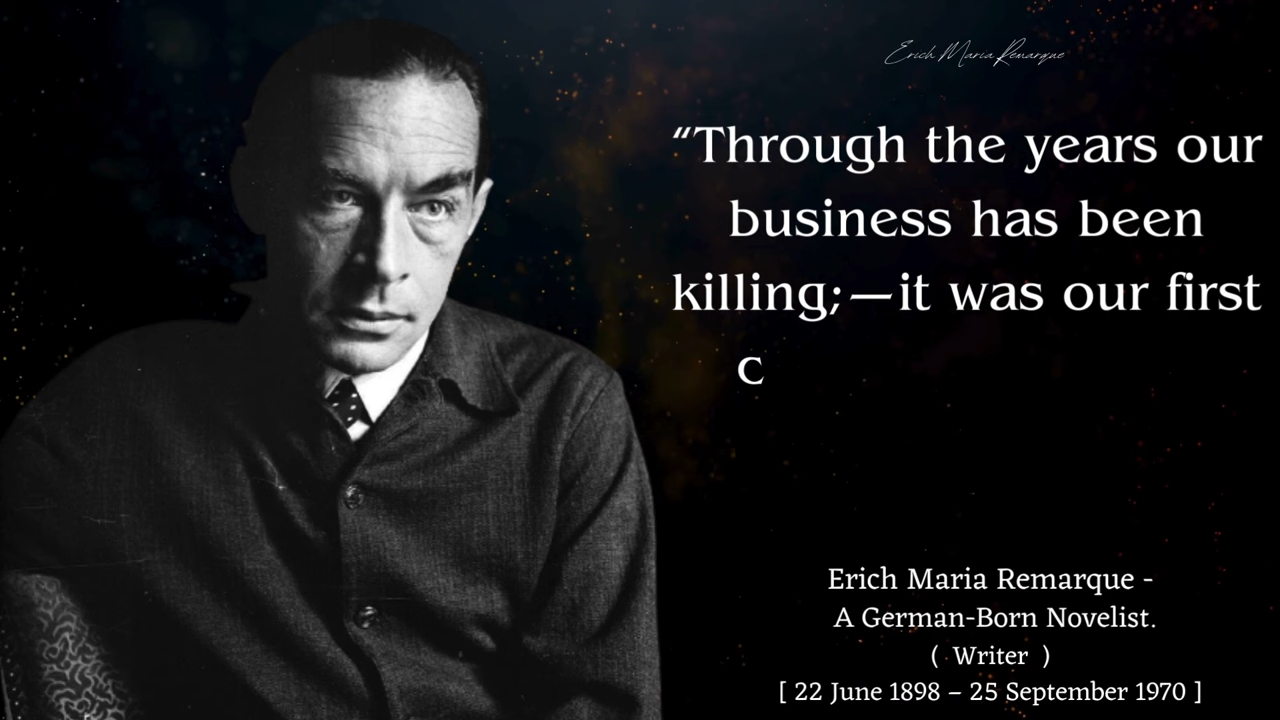 Erich Maria Remarque
“Through the years our
business has been
killing;—it was our first
c
Erich Maria Remarque -
A German-Born Novelist.
( Writer )
[ 22 June 1898 – 25 September 1970 ]